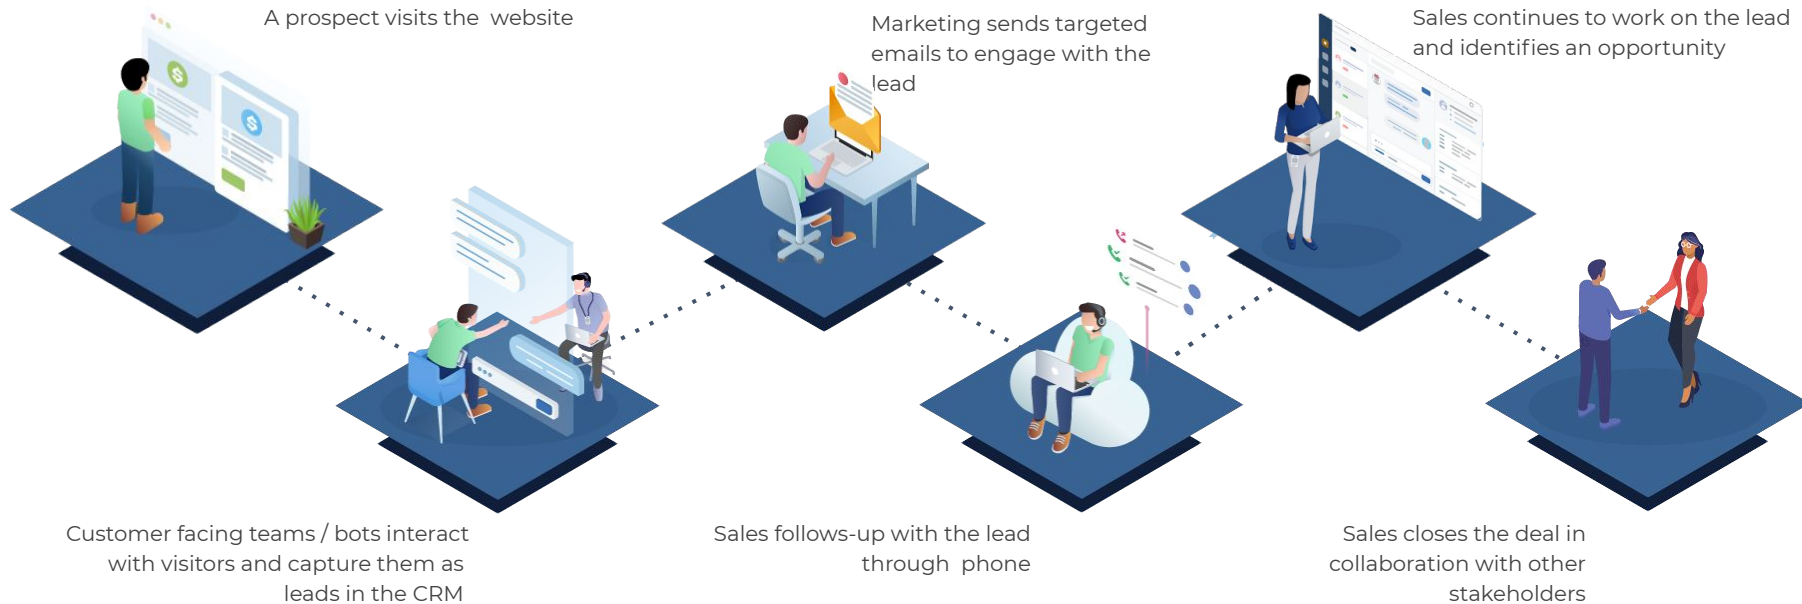 A prospect visits the website
Customer facing teams / bots interact
with visitors and capture them as
leads in the CRM
Marketing sends targeted
emails to engage with the
lead
Sales follows-up with the lead
through phone
Sales continues to work on the lead
and identifies an opportunity
Sales closes the deal in
collaboration with other
stakeholders